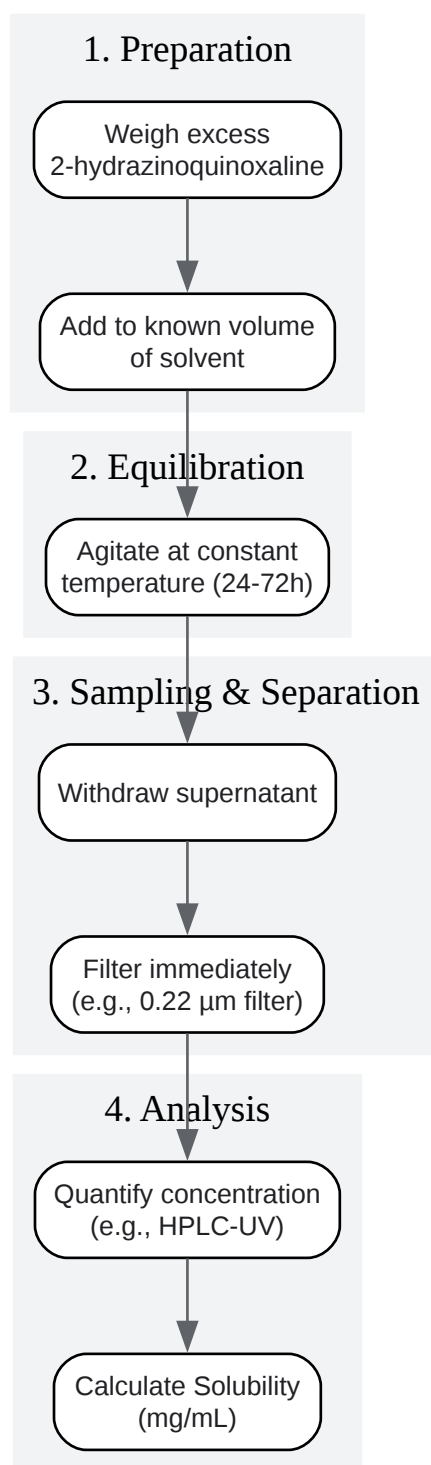 1. Preparation
Weigh excess
2-hydrazinoquinoxaline
Add to known volume
of solvent
2. Equilibration
Agitate at constant
temperature (24-72h)
3. Sampling & Separation
Withdraw supernatant
Filter immediately
(e.g., 0.22 µm filter)
4. Analysis
Quantify concentration
(e.g., HPLC-UV)
Calculate Solubility
(mg/mL)